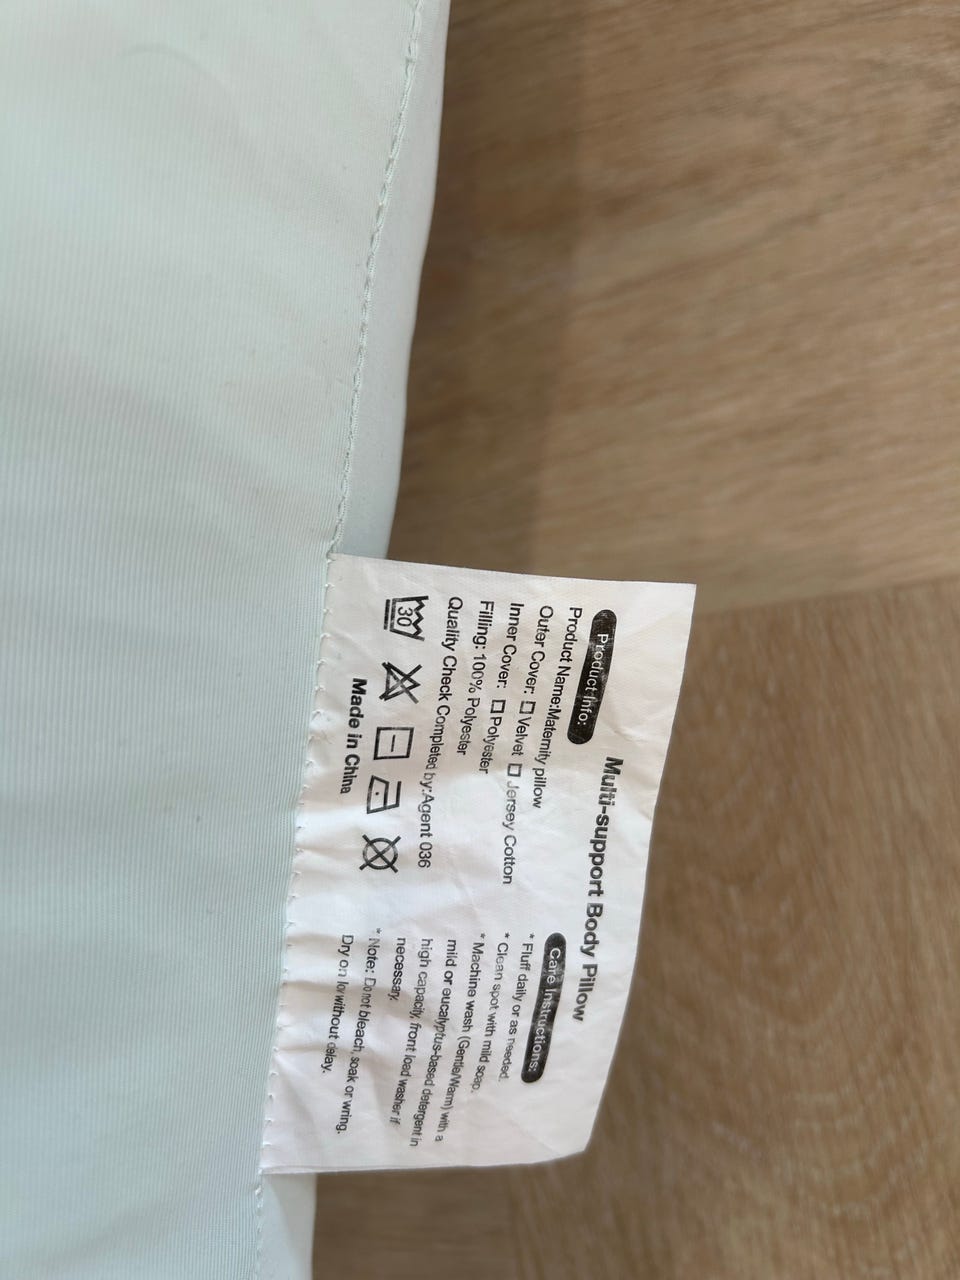 Multi-support Body Pillow
Product Info:
Product Name:Maternity pillow
Outer Cover: ☐ Velvet ☐ Jersey Cotton
Inner Cover: ☐ Polyester
Filling: 100% Polyester
Quality Check Completed by:Agent 036
30
Made in China
Care Instructions:
* Fluff daily or as needed.
* Clean spot with mild soap.
* Machine wash (Gentle/Warm) with a
mild or eucalyptus-based detergent in
high capacity, front load washer if
necessary.
* Note: Do not bleach, soak or wring.
Dry on low without delay.